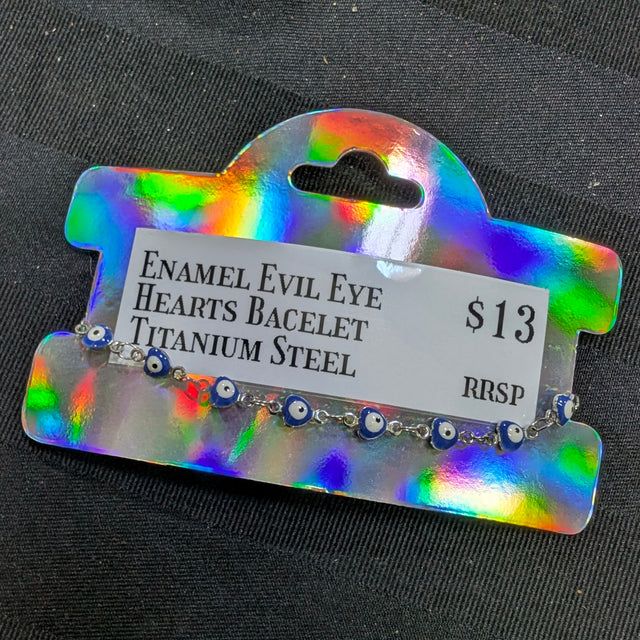 Enamel Evil Eye
Hearts Bacelet
Titanium Steel
$13
RRSP